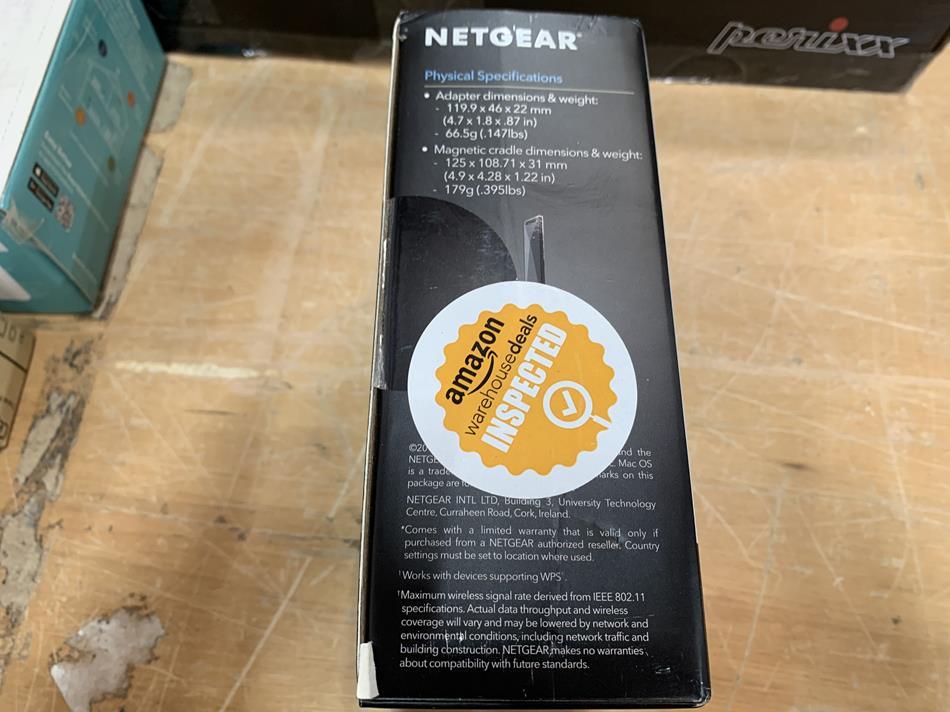 perixx
NETGEAR®
Physical Specifications
• Adapter dimensions & weight:
- 119.9 x 46 x 22 mm
(4.7 x 1.8 x .87 in)
- 66.5g (.147lbs)
• Magnetic cradle dimensions & weight:
- 125 x 108.71 x 31 mm
(4.9 x 4.28 x 1.22 in)
- 179g (.395lbs)
amazon
warehousedeals
INSPECTED
©20
NETGE and the
is a trade Mac OS
package are marks on this
NETGEAR INTL LTD, Building 3, University Technology
Centre, Curraheen Road, Cork, Ireland.
*Comes with a limited warranty that is valid only if
purchased from a NETGEAR authorized reseller. Country
settings must be set to location where used.
†Works with devices supporting WPS®.
†Maximum wireless signal rate derived from IEEE 802.11
specifications. Actual data throughput and wireless
coverage will vary and may be lowered by network and
environmental conditions, including network traffic and
building construction. NETGEAR makes no warranties
about compatibility with future standards.